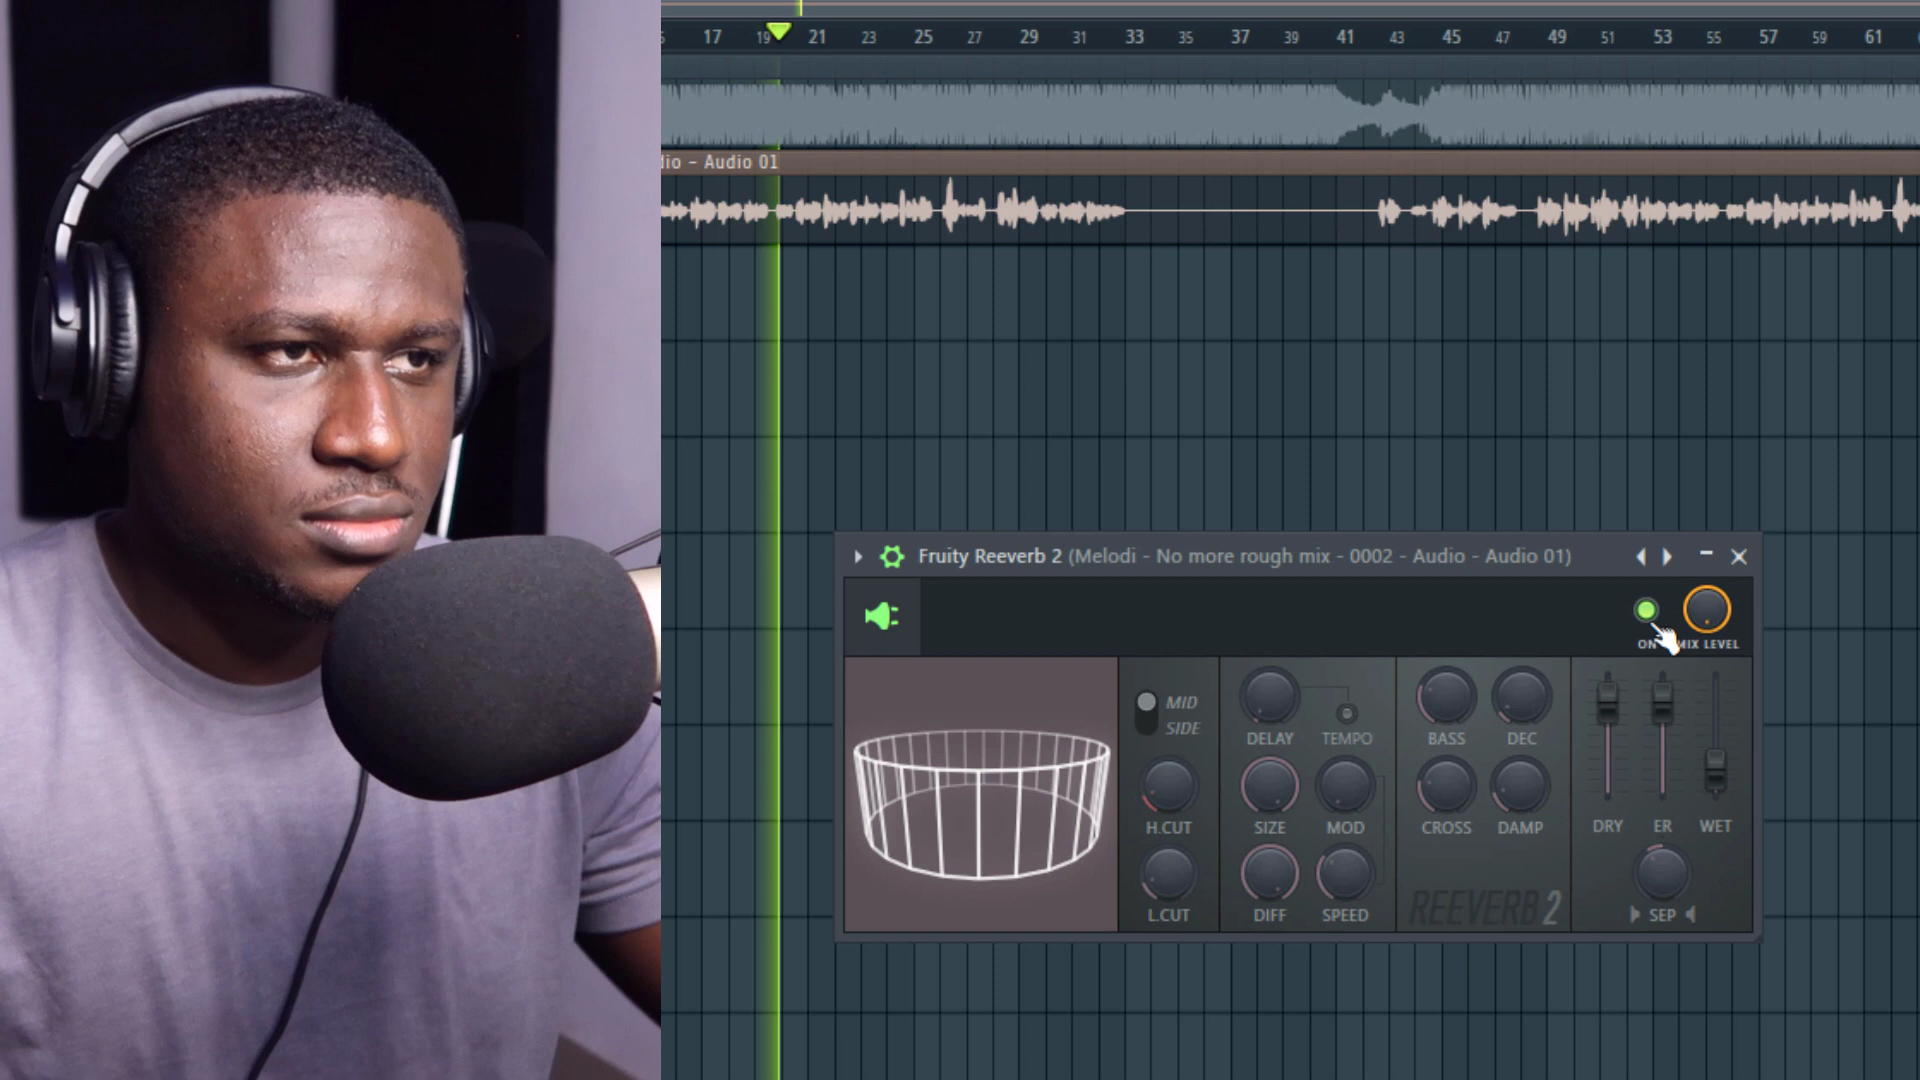 17 19 21 23 25 27 29 31 33 35 37 39 41 43 45 47 49 51 53 55 57 59 61
dio - Audio 01
Fruity Reeverb 2 (Melodi - No more rough mix - 0002 - Audio - Audio 01)
ON MIX LEVEL
MID
SIDE
DELAY TEMPO BASS DEC
H.CUT SIZE MOD CROSS DAMP DRY ER WET
L.CUT DIFF SPEED REEVERB 2 SEP